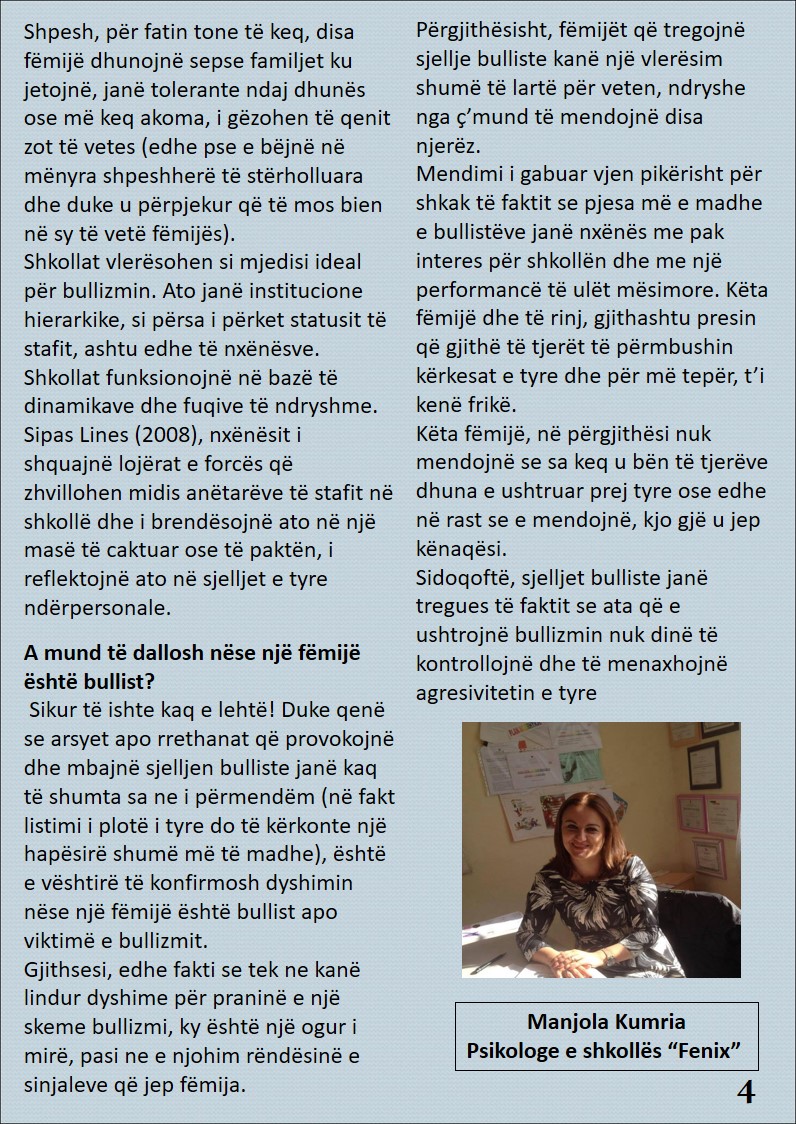 Shpesh, për fatin tone të keq, disa
fëmijë dhunojnë sepse familjet ku
jetojnë, janë tolerante ndaj dhunës
ose më keq akoma, i gëzohen të qenit
zot të vetes (edhe pse e bëjnë në
mënyra shpeshherë të stërholluara
dhe duke u përpjekur që të mos bien
në sy të vetë fëmijës).
Shkollat vlerësohen si mjedisi ideal
për bullizmin. Ato janë institucione
hierarkike, si përsa i përket statusit të
stafit, ashtu edhe të nxënësve.
Shkollat funksionojnë në bazë të
dinamikave dhe fuqive të ndryshme.
Sipas Lines (2008), nxënësit i
shquajnë lojërat e forcës që
zhvillohen midis anëtarëve të stafit në
shkollë dhe i brendësojnë ato në një
masë të caktuar ose të paktën, i
reflektojnë ato në sjelljet e tyre
ndërpersonale.
A mund të dallosh nëse një fëmijë
është bullist?
Sikur të ishte kaq e lehtë! Duke qenë
se arsyet apo rrethanat që provokojnë
dhe mbajnë sjelljen bulliste janë kaq
të shumta sa ne i përmendëm (në fakt
listimi i plotë i tyre do të kërkonte një
hapësirë shumë më të madhe), është
e vështirë të konfirmosh dyshimin
nëse një fëmijë është bullist apo
viktimë e bullizmit.
Gjithsesi, edhe fakti se tek ne kanë
lindur dyshime për praninë e një
skeme bullizmi, ky është një ogur i
mirë, pasi ne e njohim rëndësinë e
sinjaleve që jep fëmija.
Përgjithësisht, fëmijët që tregojnë
sjellje bulliste kanë një vlerësim
shumë të lartë për veten, ndryshe
nga ç’mund të mendojnë disa
njerëz.
Mendimi i gabuar vjen pikërisht për
shkak të faktit se pjesa më e madhe
e bullistëve janë nxënës me pak
interes për shkollën dhe me një
performancë të ulët mësimore. Këta
fëmijë dhe të rinj, gjithashtu presin
që gjithë të tjerët të përmbushin
kërkesat e tyre dhe për më tepër, t’i
kenë frikë.
Këta fëmijë, në përgjithësi nuk
mendojnë se sa keq u bën të tjerëve
dhuna e ushtruar prej tyre ose edhe
në rast se e mendojnë, kjo gjë u jep
kënaqësi.
Sidoqoftë, sjelljet bulliste janë
tregues të faktit se ata që e
ushtrojnë bullizmin nuk dinë të
kontrollojnë dhe të menaxhojnë
agresivitetin e tyre
Manjola Kumria
Psikologe e shkollës “Fenix”
4